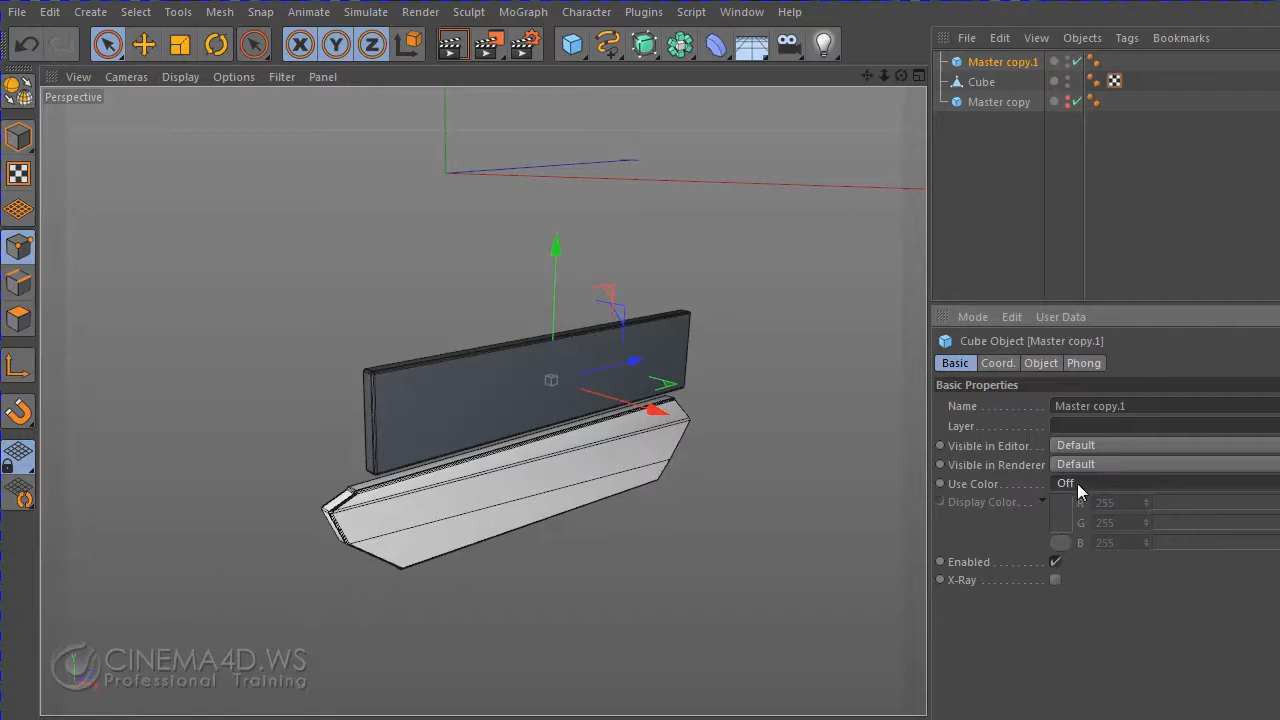 File Edit Create Select Tools Mesh Snap Animate Simulate Render Sculpt MoGraph Character Plugins Script Window Help
X Y Z
File Edit View Objects Tags Bookmarks
View Cameras Display Options Filter Panel
Perspective
Master copy.1
Cube
Master copy
Mode Edit User Data
Cube Object [Master copy.1]
Basic Coord. Object Phong
Basic Properties
Name . . . . . . . . . . . . Master copy.1
Layer . . . . . . . . . . . .
Visible in Editor. . . Default
Visible in Renderer Default
Use Color. . . . . . . . Off
Display Color. . . R 255
G 255
B 255
Enabled . . . . . . . . .
X-Ray . . . . . . . . . . .
CINEMA4D.WS
Professional Training